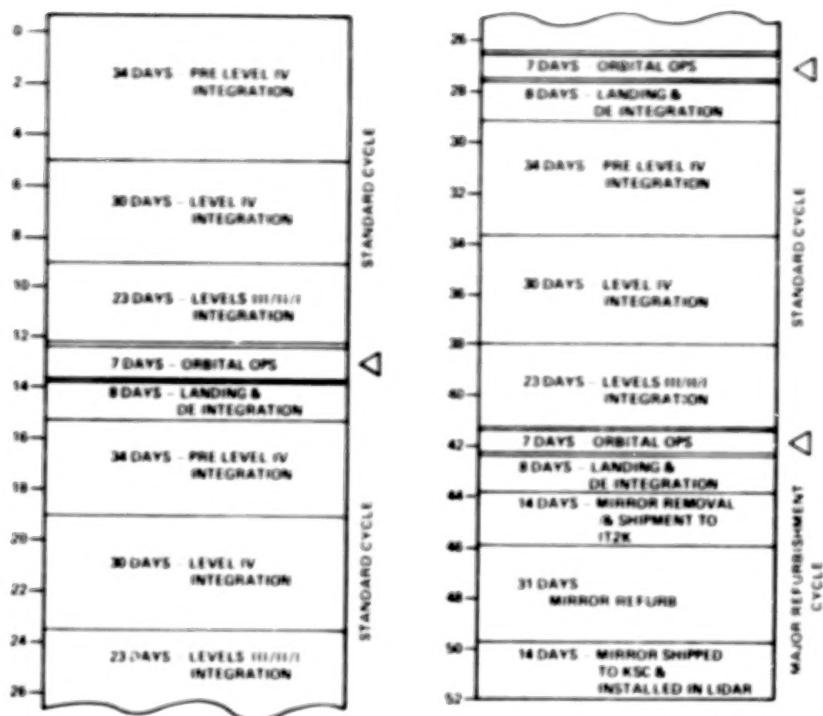 0
2
4
6
8
10
12
14
16
18
20
22
24
26
34 DAYS - PRE LEVEL IV
INTEGRATION
30 DAYS - LEVEL IV
INTEGRATION
23 DAYS - LEVELS III/II/I
INTEGRATION
7 DAYS - ORBITAL OPS
8 DAYS - LANDING &
DE INTEGRATION
34 DAYS - PRE LEVEL IV
INTEGRATION
30 DAYS - LEVEL IV
INTEGRATION
23 DAYS - LEVELS III/II/I
INTEGRATION
STANDARD CYCLE
STANDARD CYCLE
26
28
30
32
34
36
38
40
42
44
46
48
50
52
7 DAYS - ORBITAL OPS
8 DAYS - LANDING &
DE INTEGRATION
34 DAYS - PRE LEVEL IV
INTEGRATION
30 DAYS - LEVEL IV
INTEGRATION
23 DAYS - LEVELS III/II/I
INTEGRATION
7 DAYS - ORBITAL OPS
8 DAYS - LANDING &
DE INTEGRATION
14 DAYS - MIRROR REMOVAL
& SHIPMENT TO
IT2K
31 DAYS
MIRROR REFURB
14 DAYS - MIRROR SHIPPED
TO KSC &
INSTALLED IN LIDAR
STANDARD CYCLE
MAJOR REFURBISHMENT
CYCLE